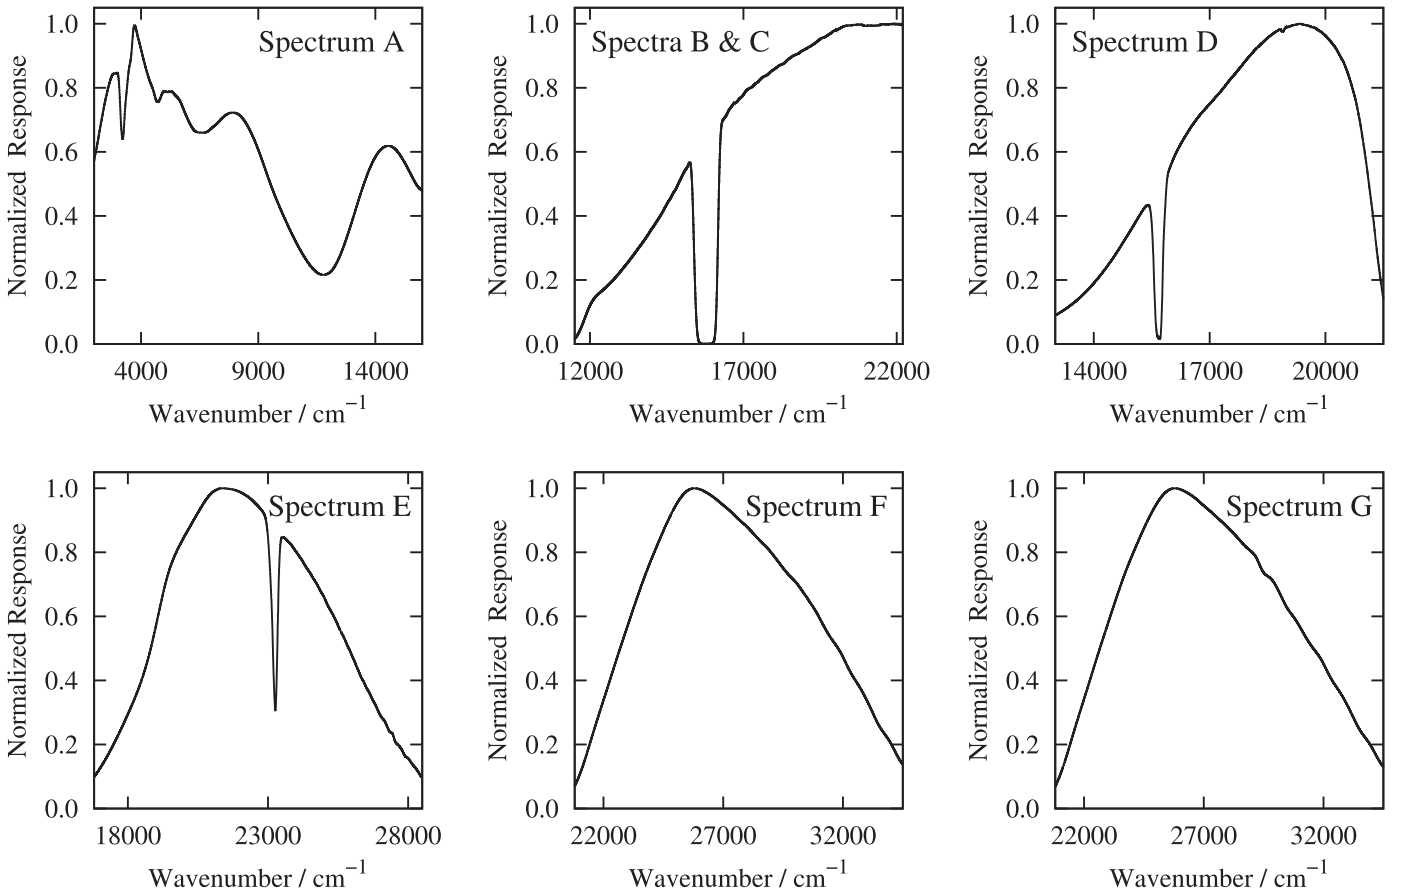 Spectrum A
Normalized Response
1.0
0.8
0.6
0.4
0.2
0.0
4000 9000 14000
Wavenumber / cm−1
Spectra B & C
Normalized Response
1.0
0.8
0.6
0.4
0.2
0.0
12000 17000 22000
Wavenumber / cm−1
Spectrum D
Normalized Response
1.0
0.8
0.6
0.4
0.2
0.0
14000 17000 20000
Wavenumber / cm−1
Spectrum E
Normalized Response
1.0
0.8
0.6
0.4
0.2
0.0
18000 23000 28000
Wavenumber / cm−1
Spectrum F
Normalized Response
1.0
0.8
0.6
0.4
0.2
0.0
22000 27000 32000
Wavenumber / cm−1
Spectrum G
Normalized Response
1.0
0.8
0.6
0.4
0.2
0.0
22000 27000 32000
Wavenumber / cm−1